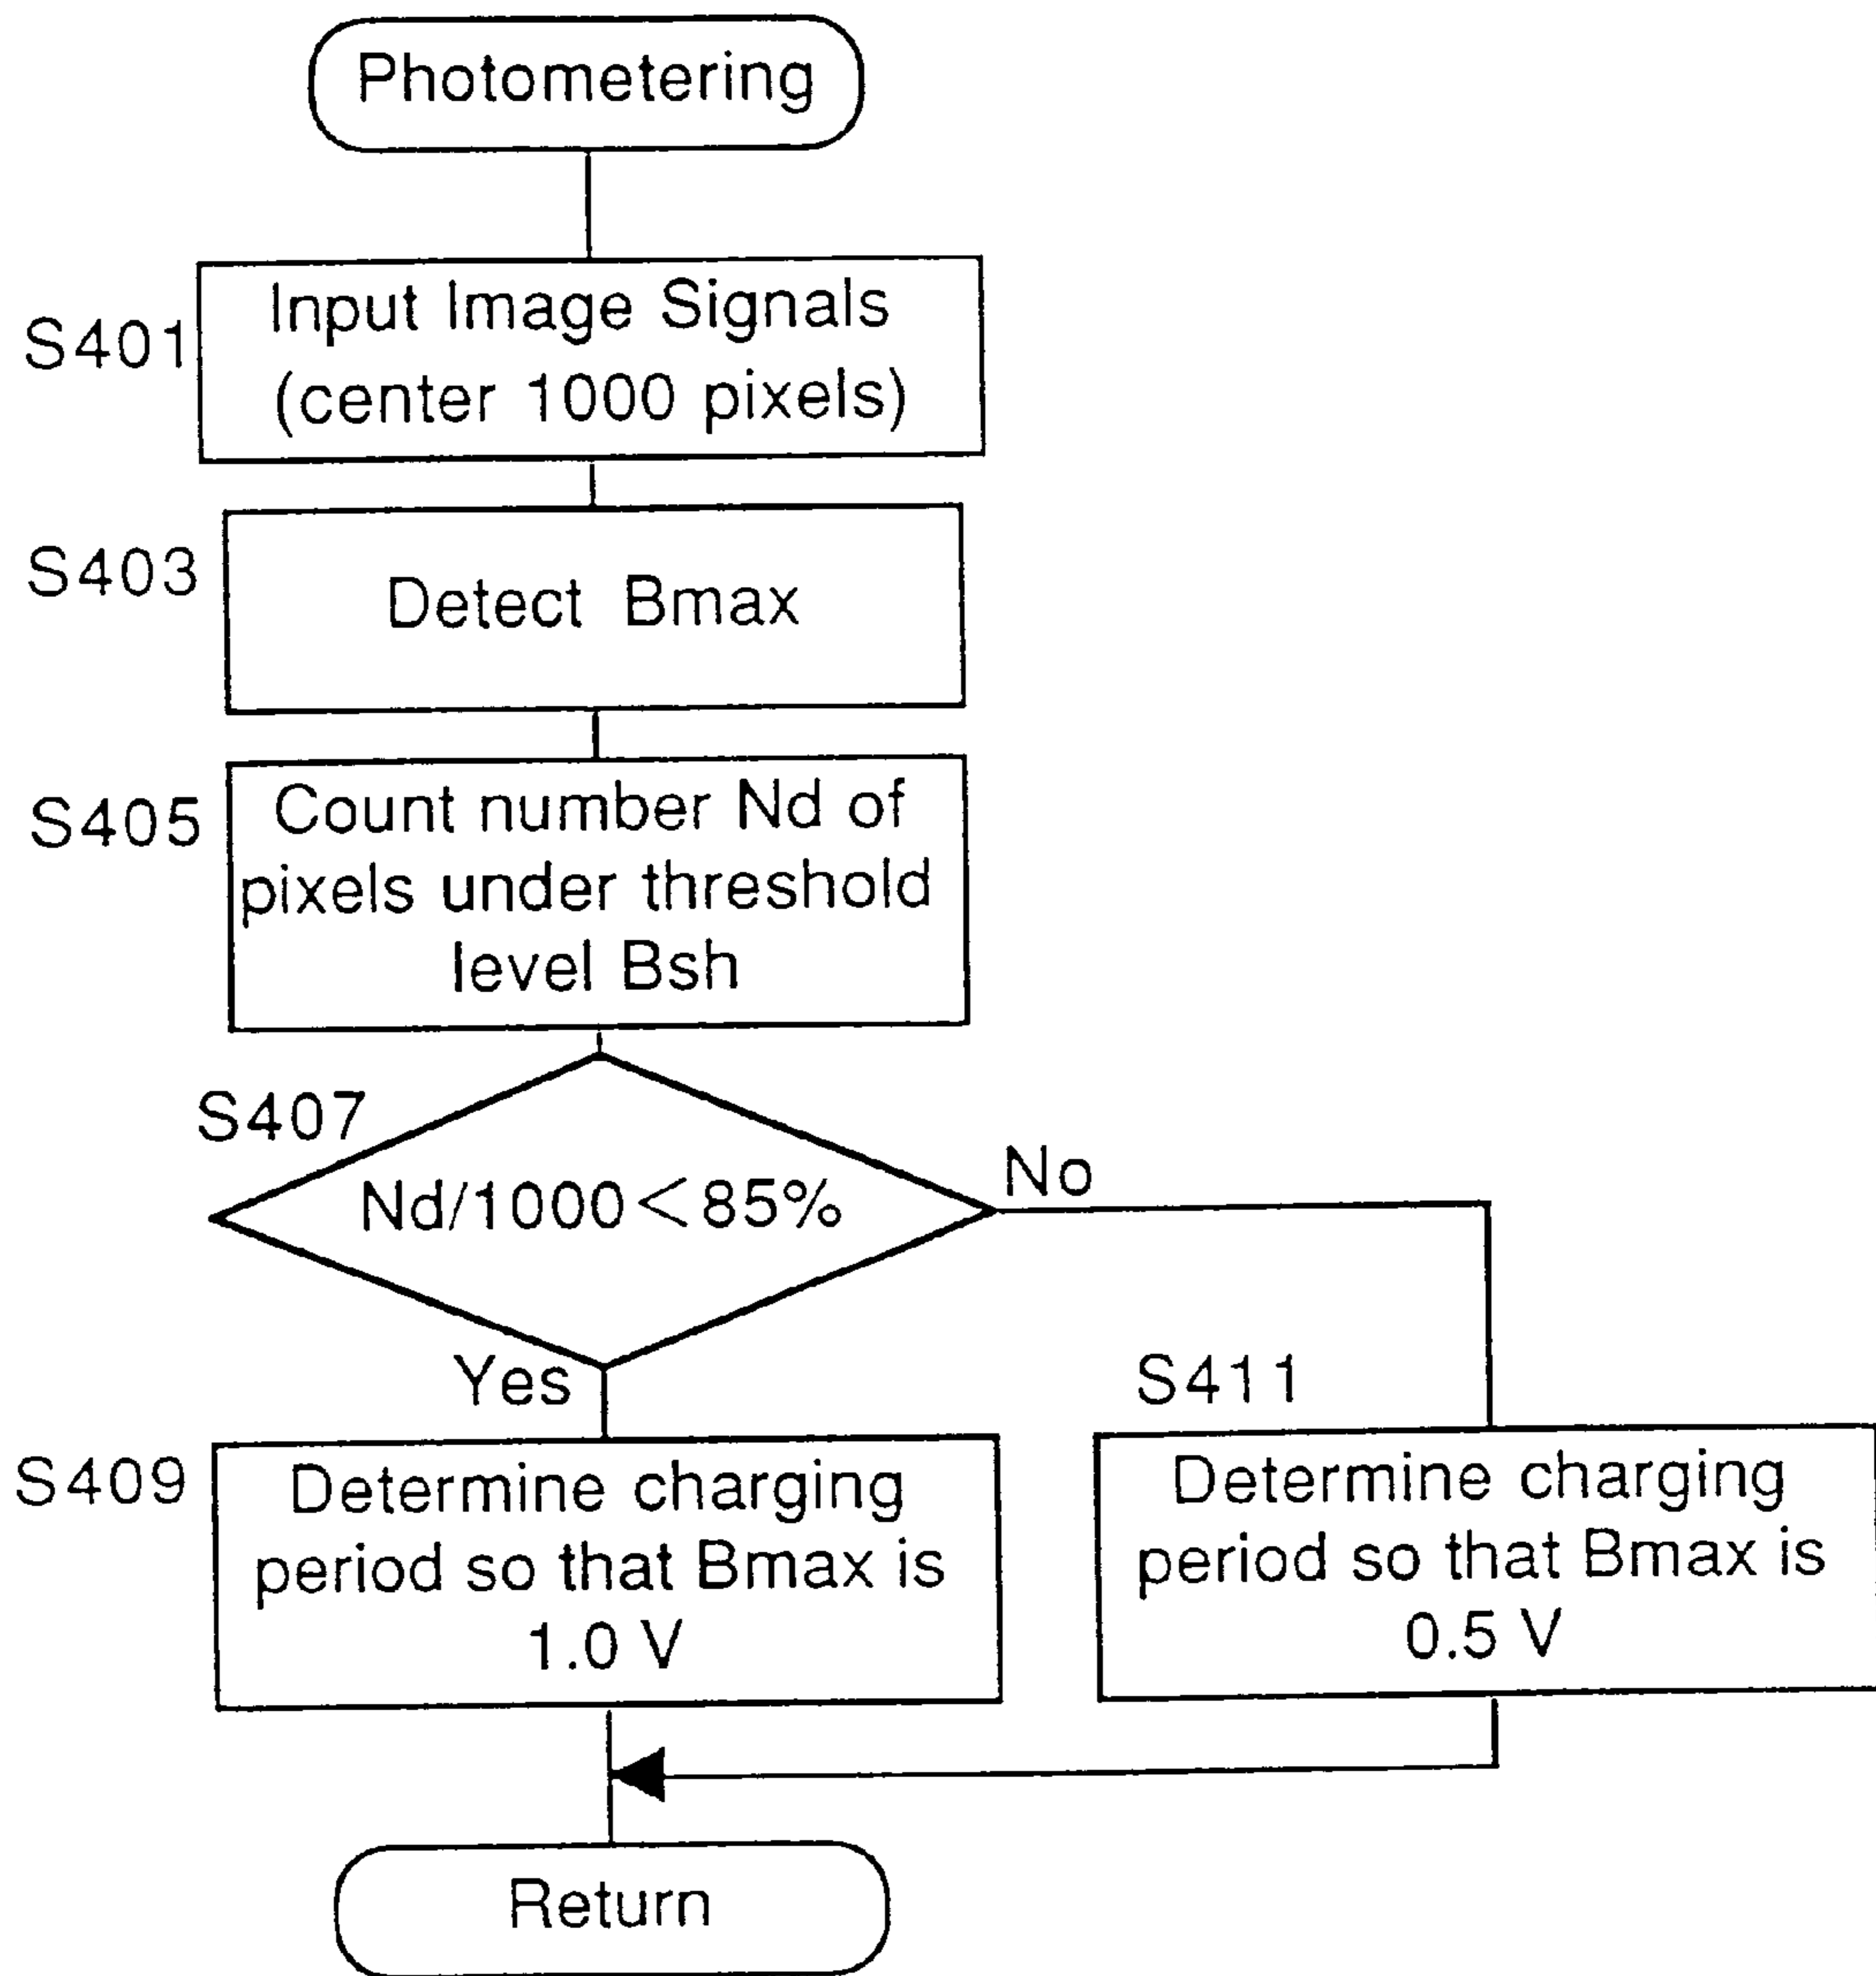 Photometering
S401
Input Image Signals
(center 1000 pixels)
S403
Detect Bmax
S405
Count number Nd of
pixels under threshold
level Bsh
S407
Nd/1000<85%
No
Yes
S409
Determine charging
period so that Bmax is
1.0 V
S411
Determine charging
period so that Bmax is
0.5 V
Return